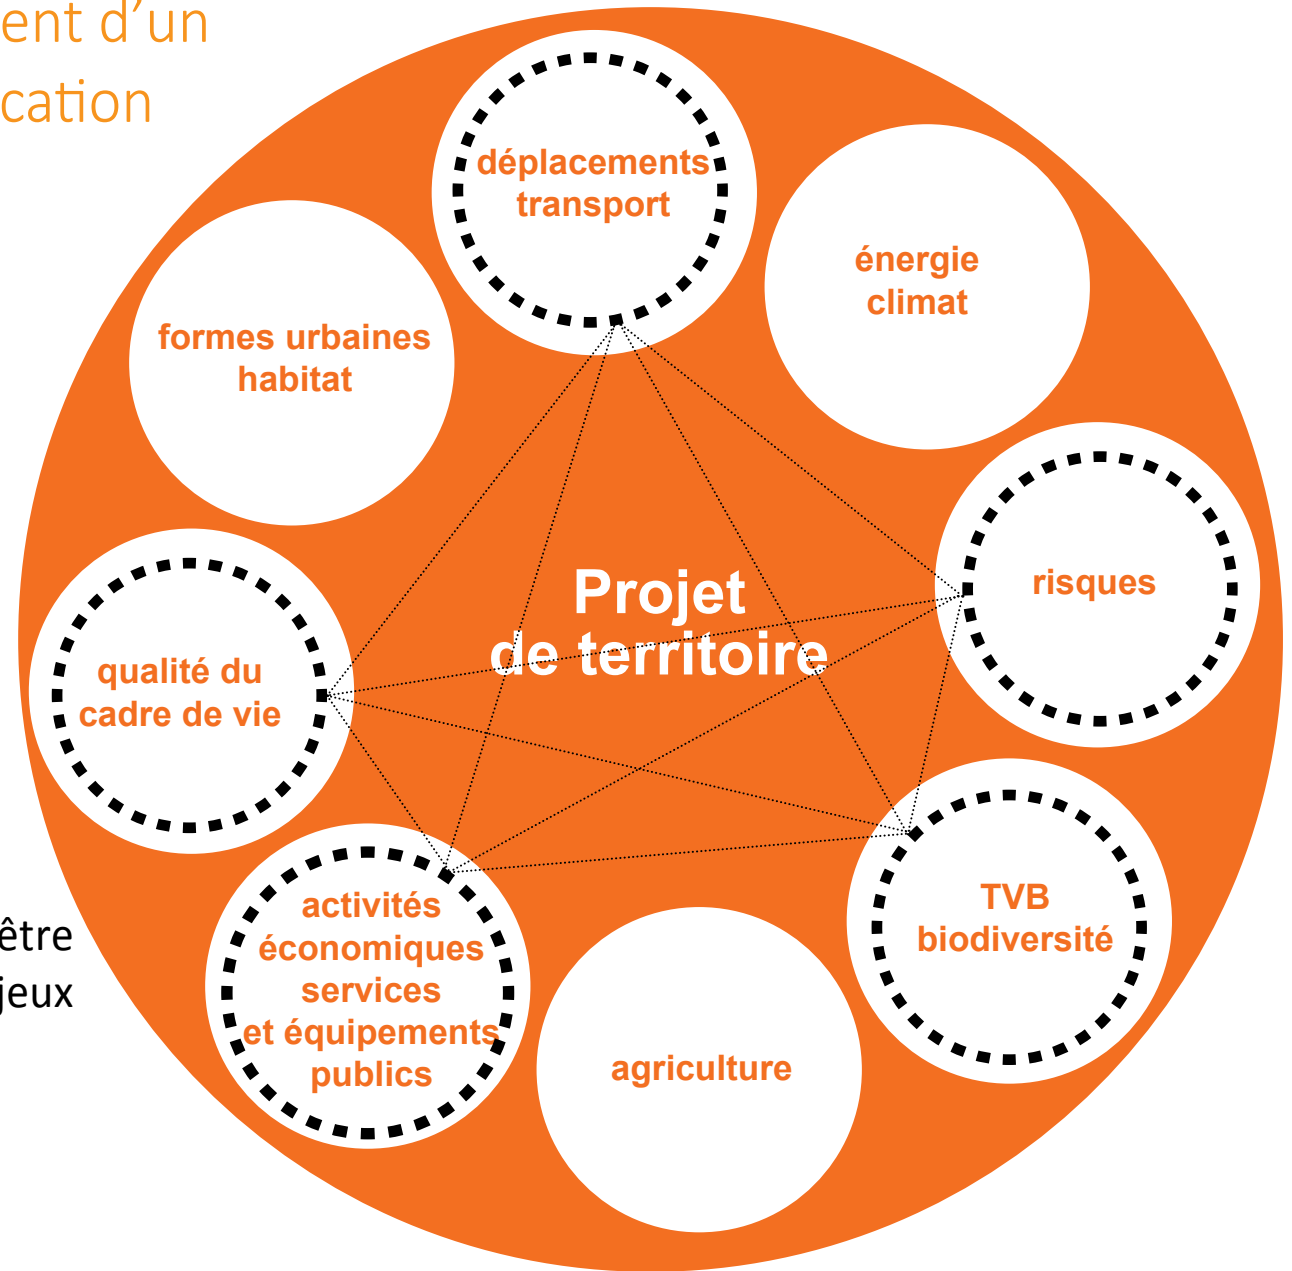 ent d’un
cation
déplacements
transport
énergie
climat
formes urbaines
habitat
Projet
de territoire
risques
qualité du
cadre de vie
activités
économiques
services
et équipements
publics
TVB
biodiversité
agriculture
être
jeux